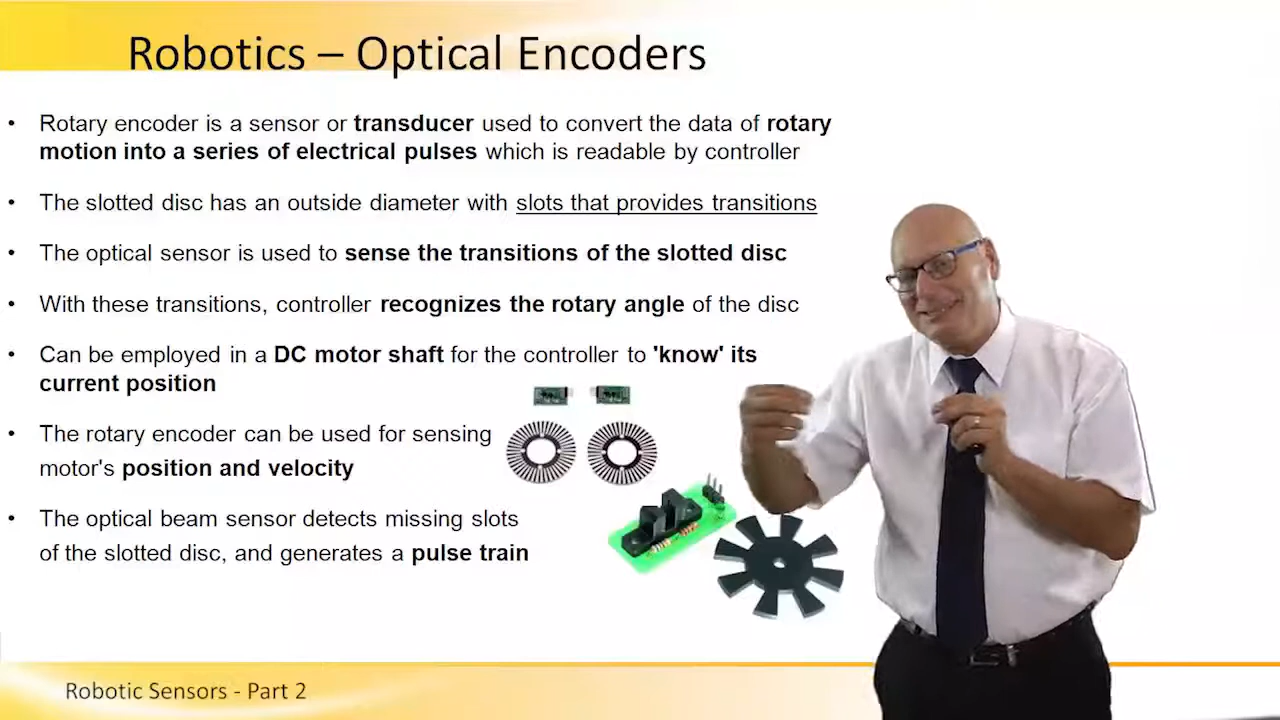 Robotics – Optical Encoders
• Rotary encoder is a sensor or transducer used to convert the data of rotary
motion into a series of electrical pulses which is readable by controller
• The slotted disc has an outside diameter with slots that provides transitions
• The optical sensor is used to sense the transitions of the slotted disc
• With these transitions, controller recognizes the rotary angle of the disc
• Can be employed in a DC motor shaft for the controller to 'know' its
current position
• The rotary encoder can be used for sensing
motor's position and velocity
• The optical beam sensor detects missing slots
of the slotted disc, and generates a pulse train
Robotic Sensors - Part 2